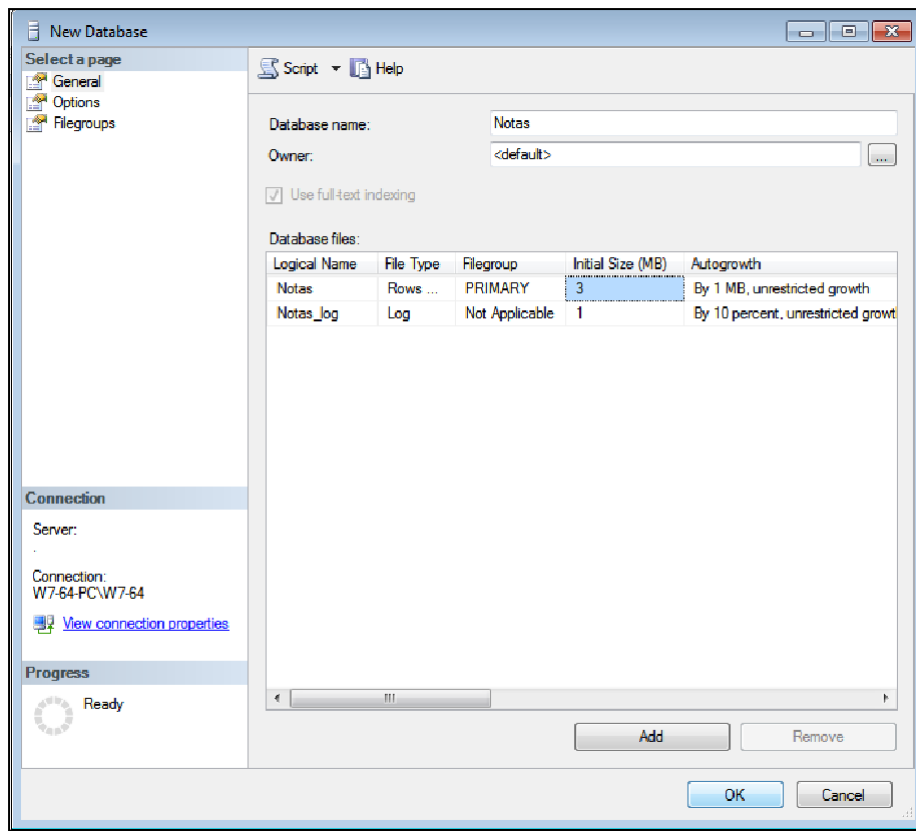 New Database
Select a page
General
Options
Filegroups
Script Help
Database name: Notas
Owner: <default> ...
Use full-text indexing
Database files:
Logical Name File Type Filegroup Initial Size (MB) Autogrowth
Notas Rows ... PRIMARY 3 By 1 MB, unrestricted growth
Notas_log Log Not Applicable 1 By 10 percent, unrestricted growt
Connection
Server:
.
Connection:
W7-64-PC\W7-64
View connection properties
Progress
Ready
Add Remove
OK Cancel